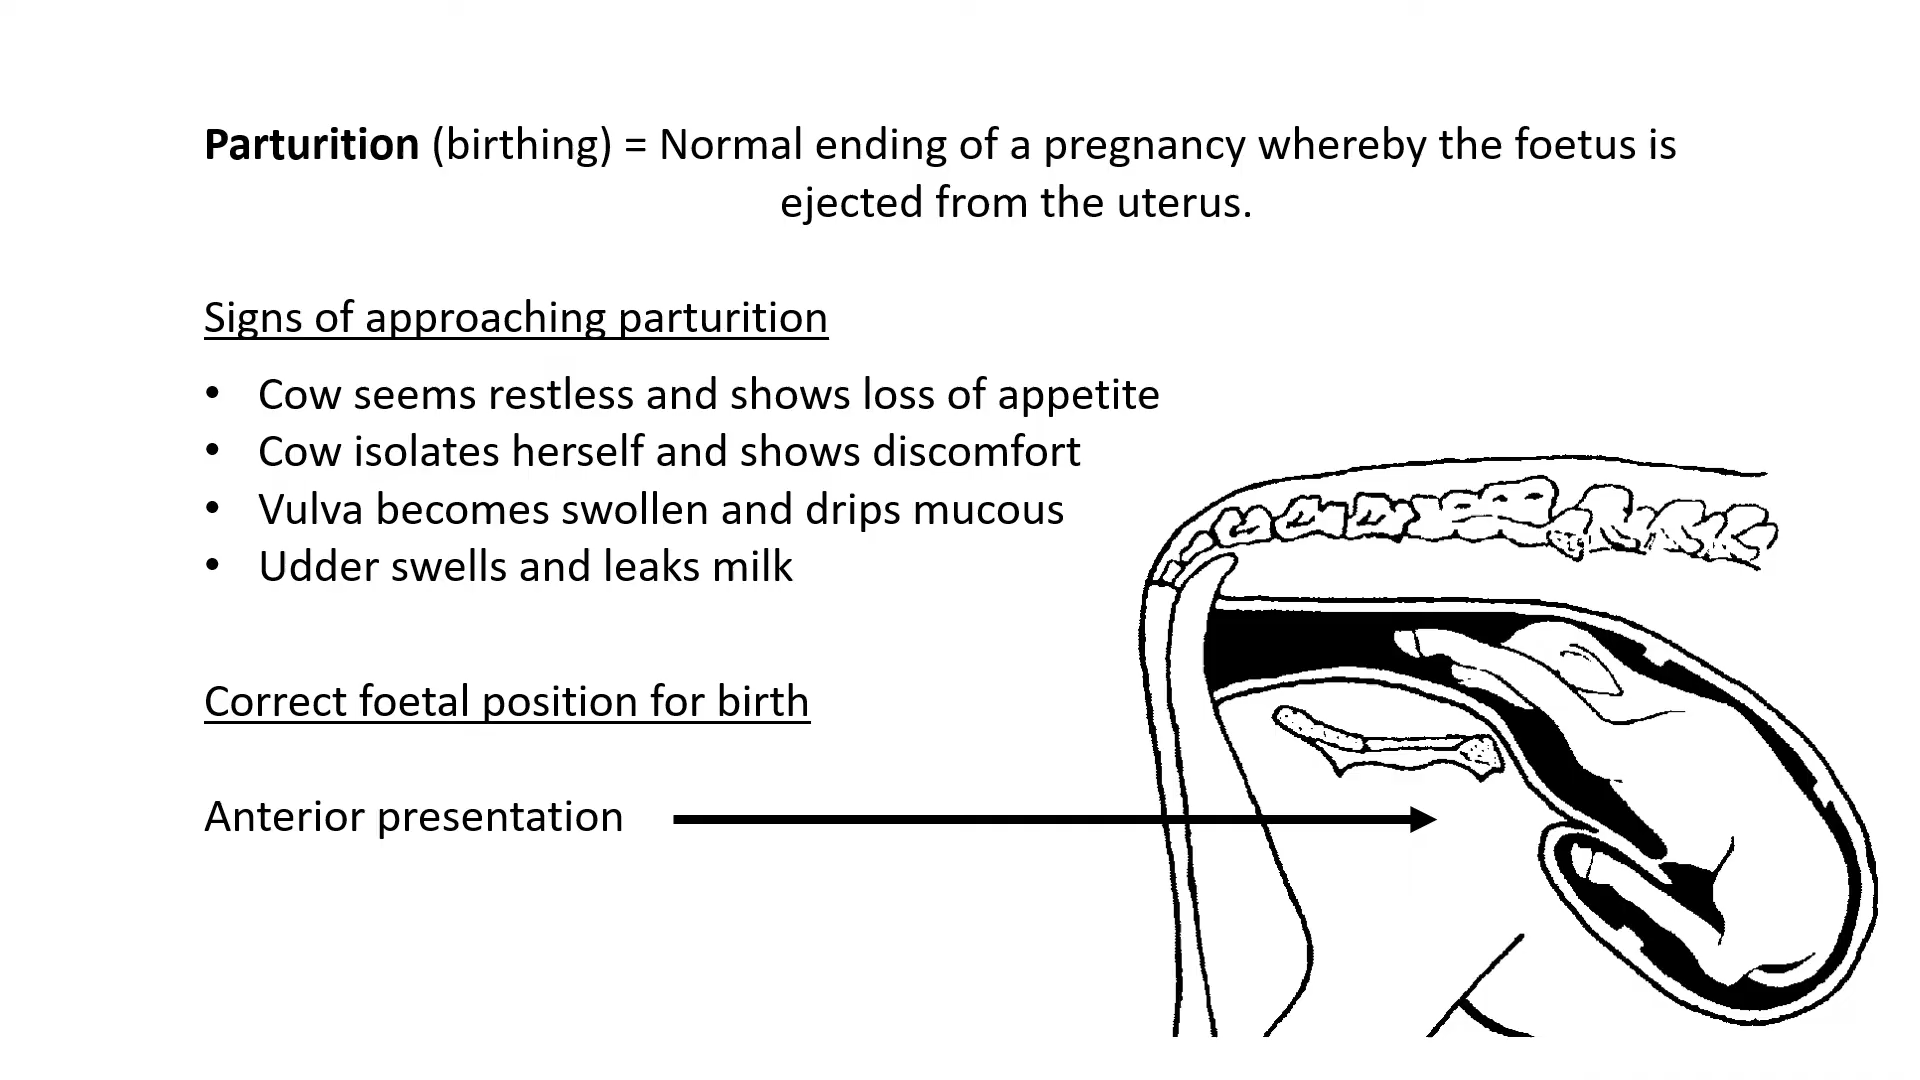 Parturition (birthing) = Normal ending of a pregnancy whereby the foetus is
ejected from the uterus.
Signs of approaching parturition
• Cow seems restless and shows loss of appetite
• Cow isolates herself and shows discomfort
• Vulva becomes swollen and drips mucous
• Udder swells and leaks milk
Correct foetal position for birth
Anterior presentation